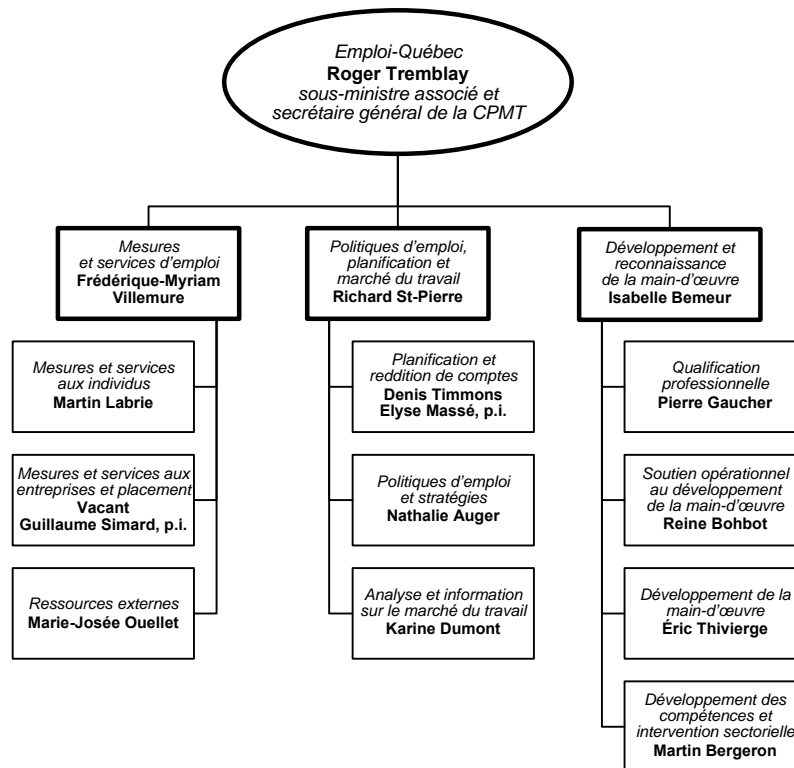 Emploi-Québec
Roger Tremblay
sous-ministre associé et
secrétaire général de la CPMT
Mesures
et services d'emploi
Frédérique-Myriam
Villemure
Politiques d'emploi,
planification et
marché du travail
Richard St-Pierre
Développement et
reconnaissance
de la main-d'œuvre
Isabelle Bemeur
Mesures et services
aux individus
Martin Labrie
Mesures et services aux
entreprises et placement
Vacant
Guillaume Simard, p.i.
Ressources externes
Marie-Josée Ouellet
Planification et
reddition de comptes
Denis Timmons
Elyse Massé, p.i.
Politiques d'emploi
et stratégies
Nathalie Auger
Analyse et information
sur le marché du travail
Karine Dumont
Qualification
professionnelle
Pierre Gaucher
Soutien opérationnel
au développement
de la main-d'œuvre
Reine Bohbot
Développement de la
main-d'œuvre
Éric Thivierge
Développement des
compétences et
intervention sectorielle
Martin Bergeron